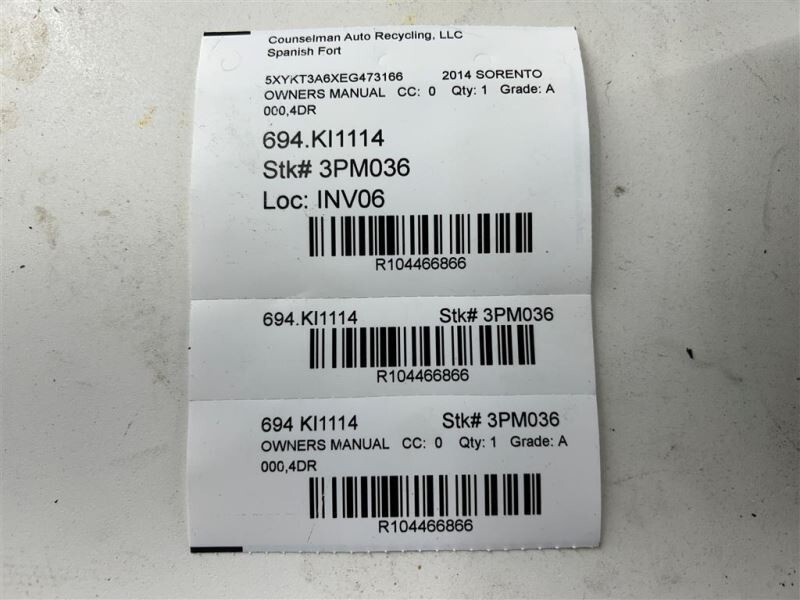 Counselman Auto Recycling, LLC
Spanish Fort
5XYKT3A6XEG473166 2014 SORENTO
OWNERS MANUAL CC: 0 Qty: 1 Grade: A
000,4DR
694.KI1114
Stk# 3PM036
Loc: INV06
R104466866
694.KI1114 Stk# 3PM036
R104466866
694 KI1114 Stk# 3PM036
OWNERS MANUAL CC: 0 Qty: 1 Grade: A
000,4DR
R104466866